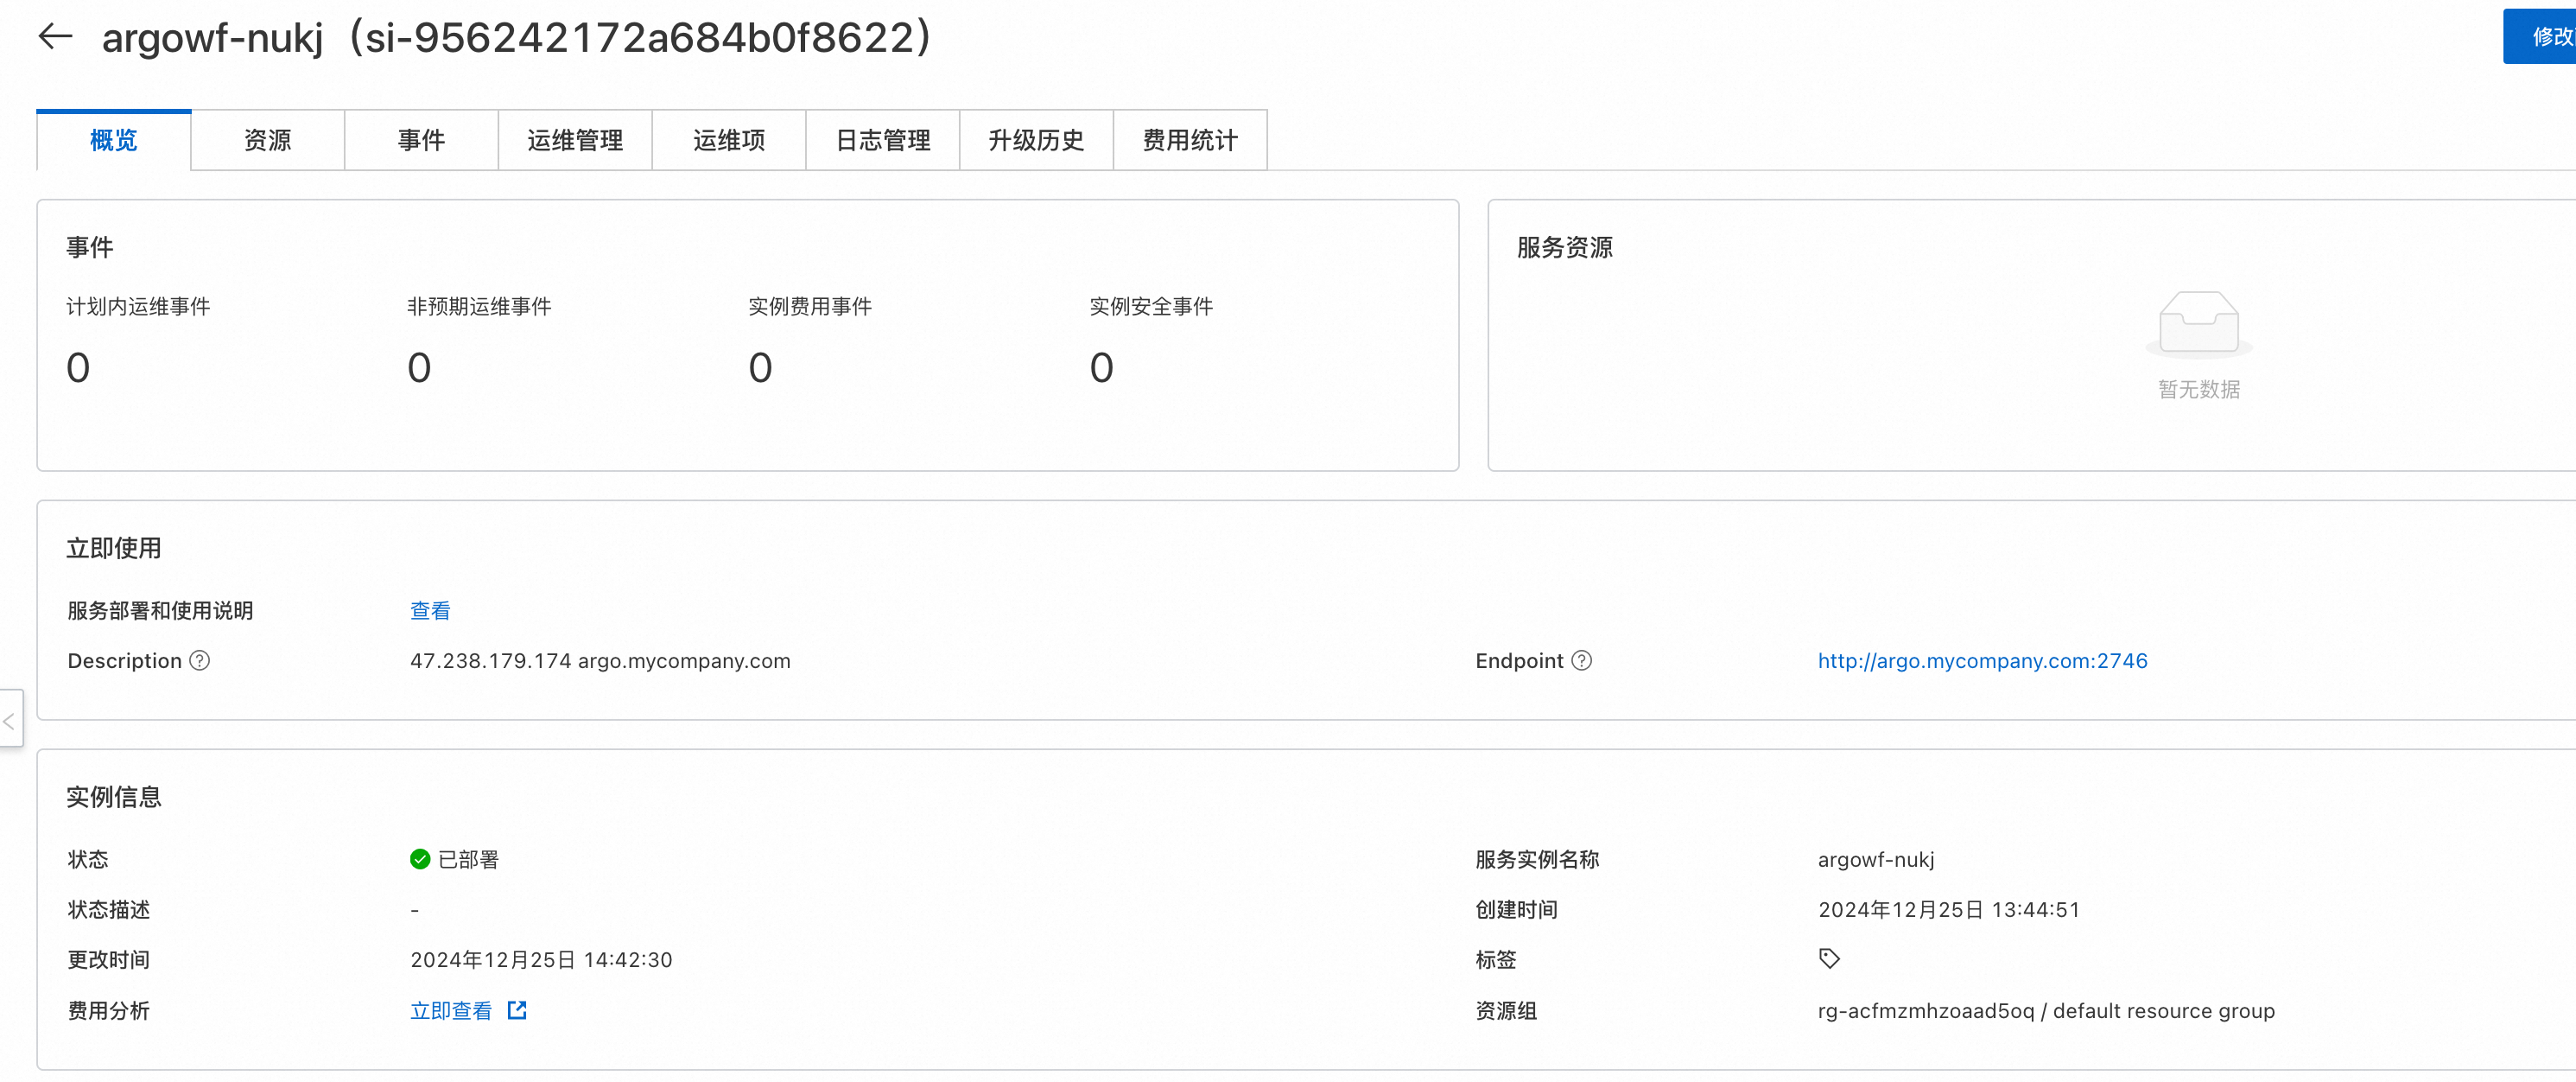 argowf-nukj（si-956242172a684b0f8622）
修改
概览 资源 事件 运维管理 运维项 日志管理 升级历史 费用统计
事件
计划内运维事件 非预期运维事件 实例费用事件 实例安全事件
0 0 0 0
服务资源
暂无数据
立即使用
服务部署和使用说明 查看
Description 47.238.179.174 argo.mycompany.com Endpoint http://argo.mycompany.com:2746
实例信息
状态 已部署 服务实例名称 argowf-nukj
状态描述 - 创建时间 2024年12月25日 13:44:51
更改时间 2024年12月25日 14:42:30 标签
费用分析 立即查看 资源组 rg-acfmzmhzoaad5oq / default resource group